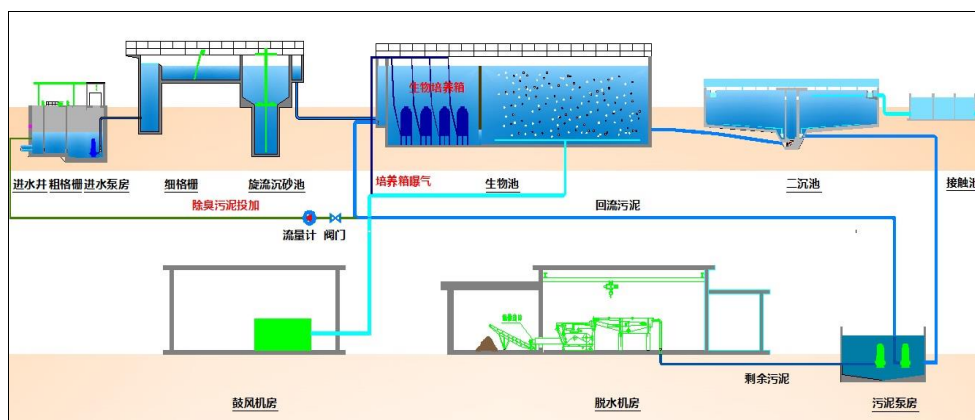 生物培养箱
进水井
粗格栅
进水泵房
细格栅
旋流沉砂池
培养箱曝气
生物池
二沉池
接触池
除臭污泥投加
流量计
阀门
回流污泥
剩余污泥
鼓风机房
脱水机房
污泥泵房